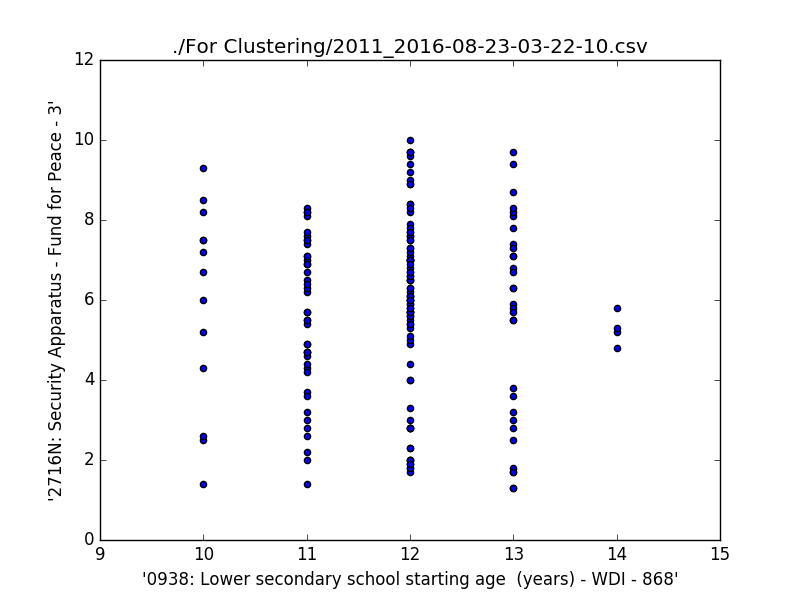 ./For Clustering/2011_2016-08-23-03-22-10.csv
12
10
8
6
4
2
0
'2716N: Security Apparatus - Fund for Peace - 3'
9 10 11 12 13 14 15
'0938: Lower secondary school starting age  (years) - WDI - 868'